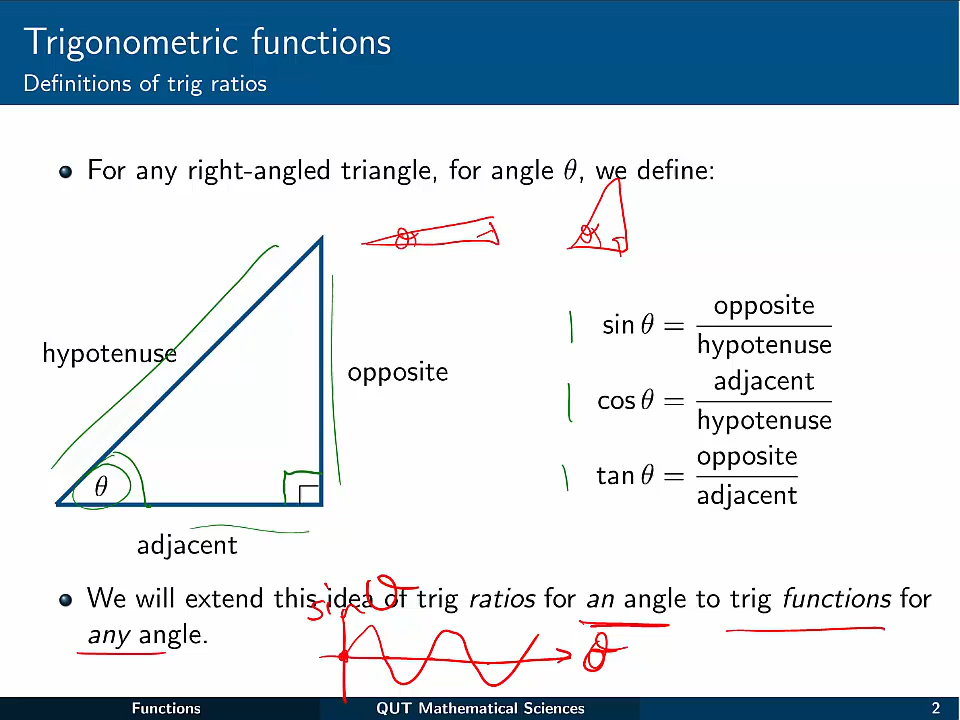 Trigonometric functions
Definitions of trig ratios
For any right-angled triangle, for angle θ, we define:
θ
θ
hypotenuse
opposite
θ
adjacent
sin θ = opposite / hypotenuse
cos θ = adjacent / hypotenuse
tan θ = opposite / adjacent
We will extend this idea of trig ratios for an angle to trig functions for
any angle.
sin θ
θ
Functions
QUT Mathematical Sciences
2